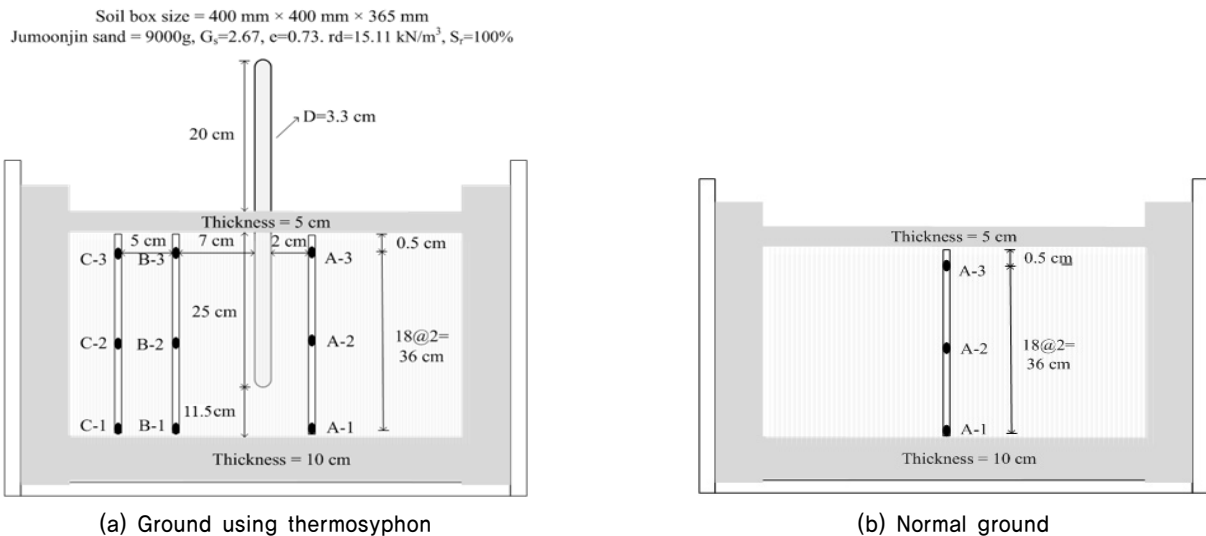 Soil box size = 400 mm × 400 mm × 365 mm
Jumoonjin sand = 9000g, Gs=2.67, e=0.73. rd=15.11 kN/m³, Sr=100%
D=3.3 cm
20 cm
Thickness = 5 cm
5 cm
7 cm
2 cm
0.5 cm
C-3
B-3
A-3
25 cm
C-2
B-2
A-2
18@2=
36 cm
11.5cm
C-1
B-1
A-1
Thickness = 10 cm
(a) Ground using thermosyphon
Thickness = 5 cm
0.5 cm
A-3
18@2=
36 cm
A-2
A-1
Thickness = 10 cm
(b) Normal ground